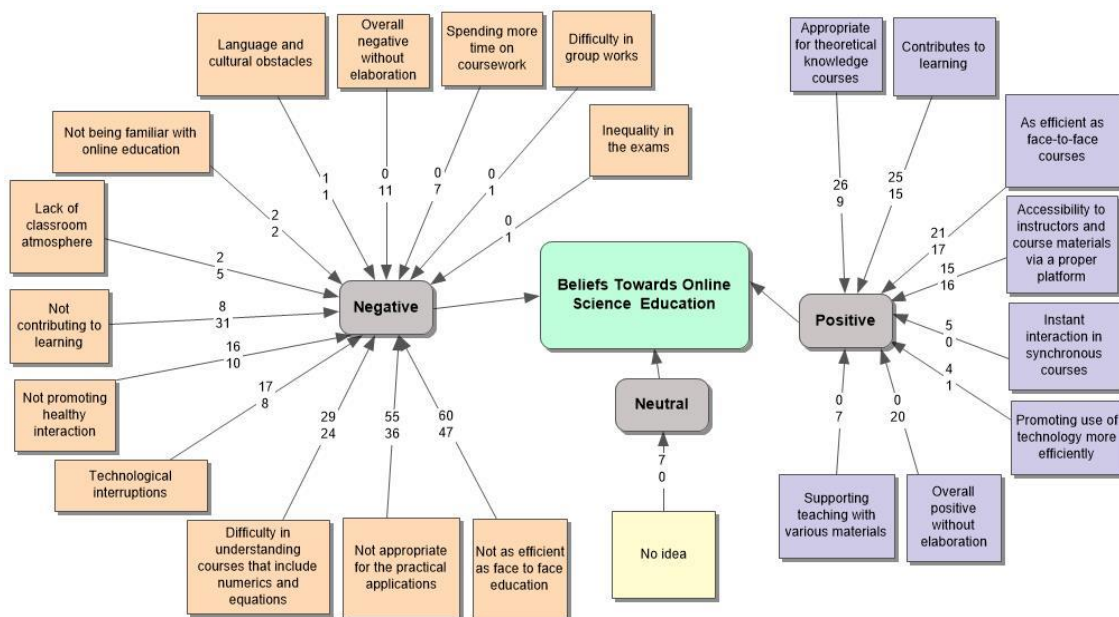 Language and
cultural obstacles
Overall
negative
without
elaboration
Spending more
time on
coursework
Difficulty in
group works
Appropriate
for theoretical
knowledge
courses
Contributes to
learning
Not being familiar with
online education
Inequality in
the exams
As efficient as
face-to-face
courses
Lack of
classroom
atmosphere
Accessibility to
instructors and
course materials
via a proper
platform
1
1
0
11
0
7
0
1
0
1
2
2
2
5
8
31
16
10
17
8
29
24
55
36
60
47
26
9
25
15
21
17
15
16
5
0
4
1
0
7
0
20
7
0
Negative
Beliefs Towards Online
Science Education
Positive
Neutral
Not
contributing to
learning
Instant
interaction in
synchronous
courses
Not promoting
healthy
interaction
Promoting use of
technology more
efficiently
Technological
interruptions
Difficulty in
understanding
courses that include
numerics and
equations
Not appropriate
for the practical
applications
Not as efficient
as face to face
education
No idea
Supporting
teaching with
various materials
Overall
positive
without
elaboration